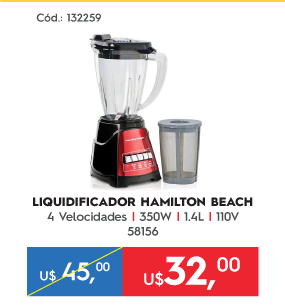 Cód.: 132259
LIQUIDIFICADOR HAMILTON BEACH
4 Velocidades | 350W | 1.4L | 110V
58156
U$ 45,00
U$32,00